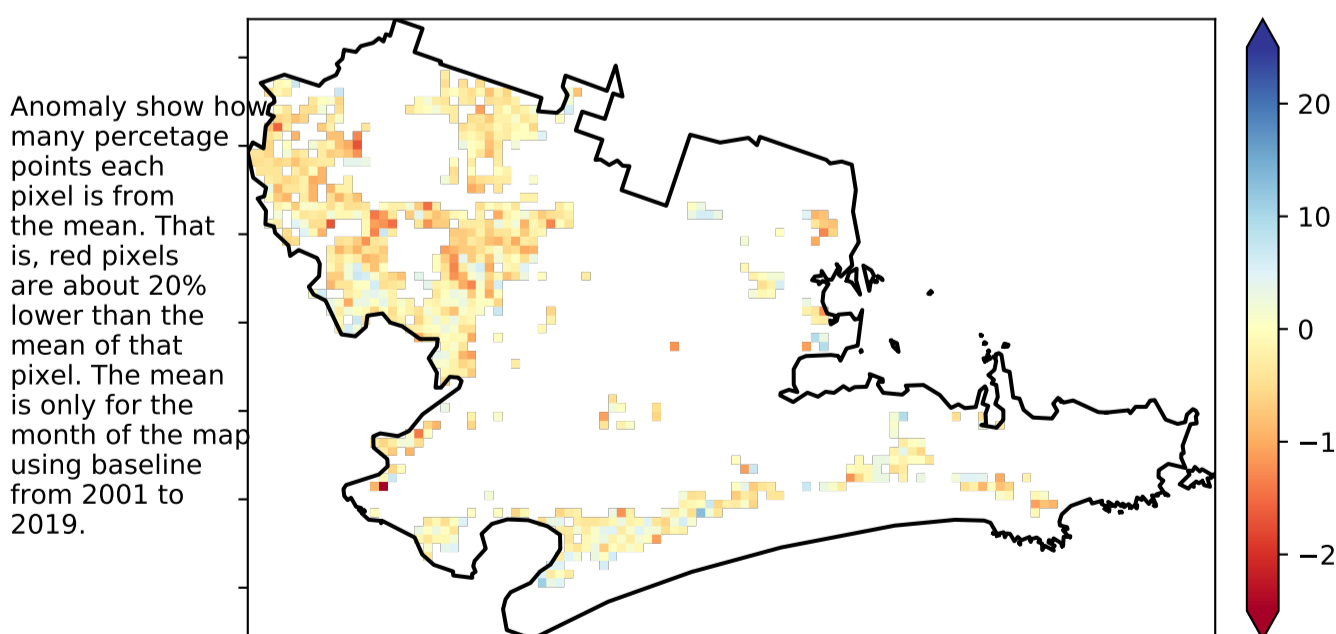 Anomaly show how
many percetage
points each
pixel is from
the mean. That
is, red pixels
are about 20%
lower than the
mean of that
pixel. The mean
is only for the
month of the map
using baseline
from 2001 to
2019.
20
10
0
−1
−2